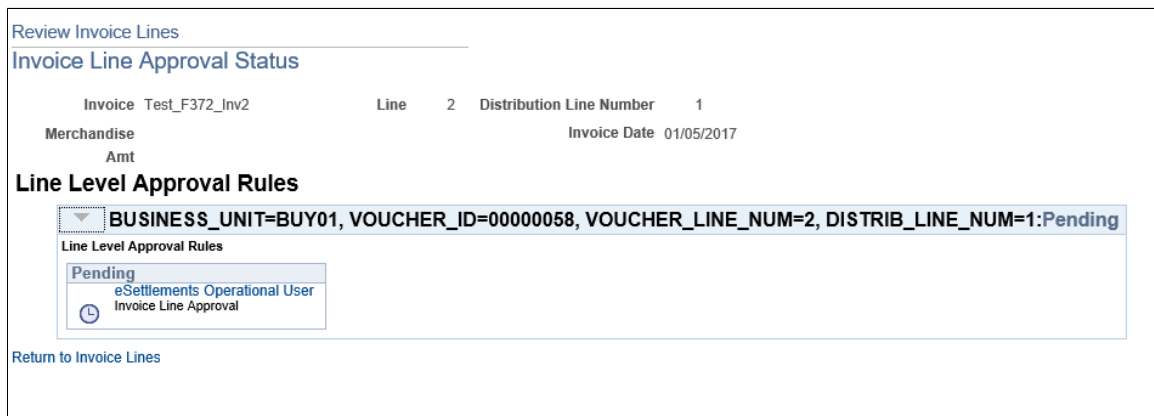 Review Invoice Lines
Invoice Line Approval Status
Invoice Test_F372_Inv2 Line 2 Distribution Line Number 1
Merchandise Invoice Date 01/05/2017
Amt
Line Level Approval Rules
BUSINESS_UNIT=BUY01, VOUCHER_ID=00000058, VOUCHER_LINE_NUM=2, DISTRIB_LINE_NUM=1:Pending
Line Level Approval Rules
Pending
eSettlements Operational User
Invoice Line Approval
Return to Invoice Lines